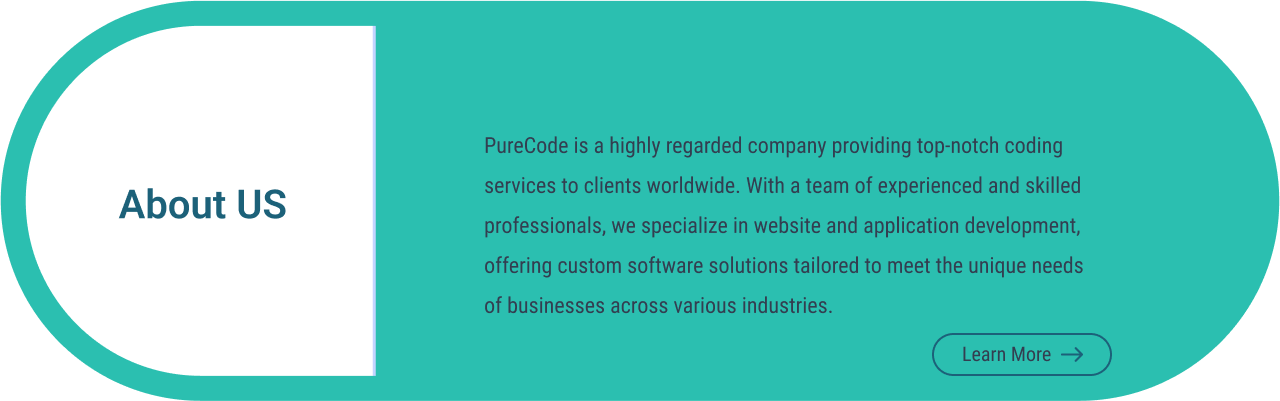 About US
PureCode is a highly regarded company providing top-notch coding
services to clients worldwide. With a team of experienced and skilled
professionals, we specialize in website and application development,
offering custom software solutions tailored to meet the unique needs
of businesses across various industries.
Learn More